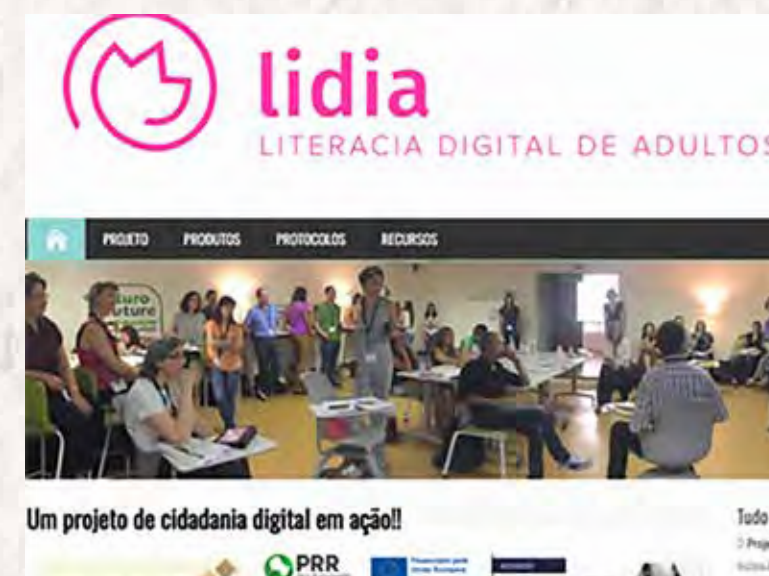 lidia
LITERACIA DIGITAL DE ADULTOS
PROJETO PRODUTOS PROTOCOLOS RECURSOS
Um projeto de cidadania digital em ação!!
Tudo
PRR